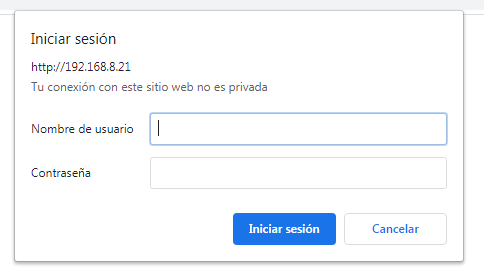 Iniciar sesión
http://192.168.8.21
Tu conexión con este sitio web no es privada
Nombre de usuario
Contraseña
Iniciar sesión Cancelar